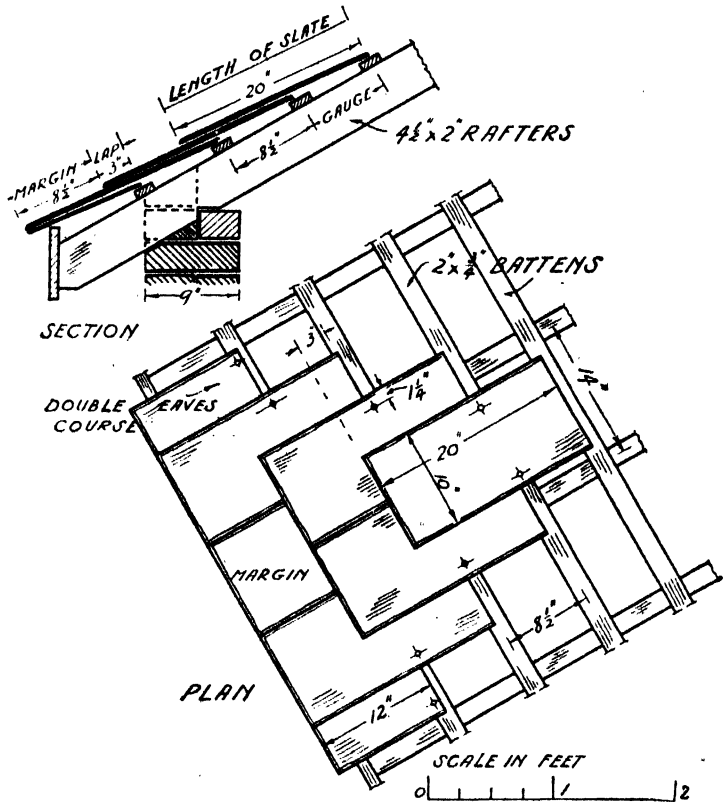 LENGTH OF SLATE
20"
GAUGE
8½"
4½" x 2" RAFTERS
MARGIN
LAP
8½"
3"
9"
SECTION
2" x ¾" BATTENS
3"
1¼"
14"
DOUBLE EAVES
COURSE
20"
10"
MARGIN
8½"
PLAN
12"
SCALE IN FEET
0 1 2